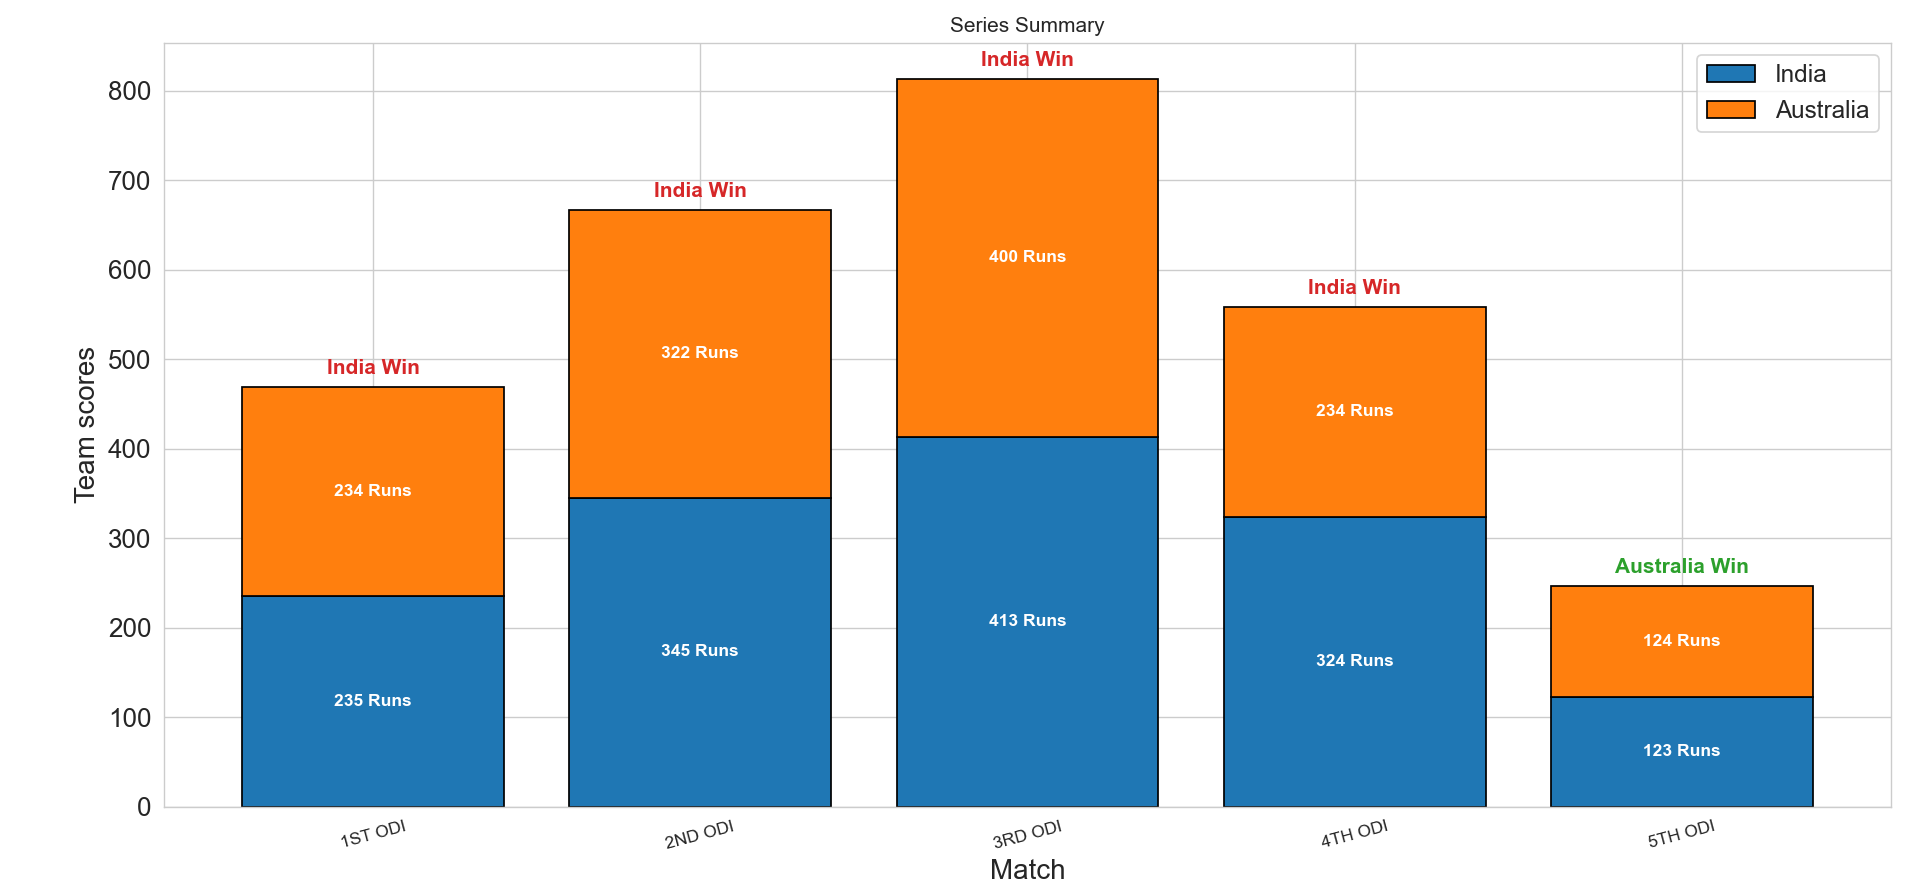 Series Summary
India Win
India Win
India Win
India Win
Australia Win
India
Australia
800
700
600
500
400
300
200
100
0
Team scores
234 Runs
235 Runs
322 Runs
345 Runs
400 Runs
413 Runs
234 Runs
324 Runs
124 Runs
123 Runs
1ST ODI
2ND ODI
3RD ODI
4TH ODI
5TH ODI
Match